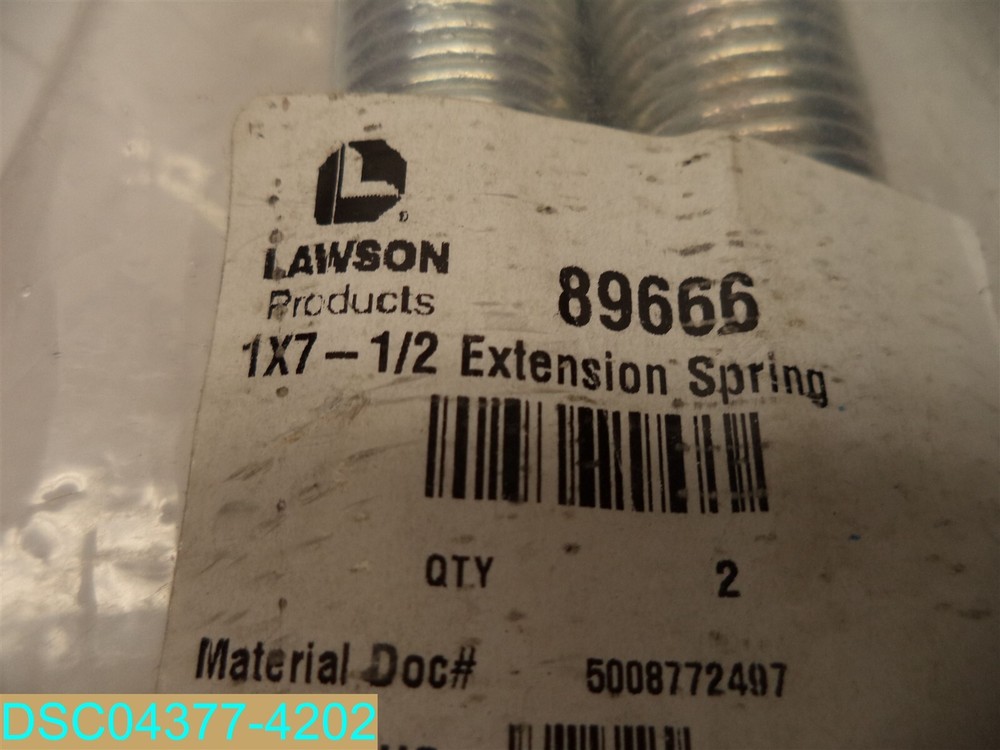 LAWSON
Products
89666
1X7-1/2 Extension Spring
QTY 2
Material Doc# 5008772497
DSC04377-4202